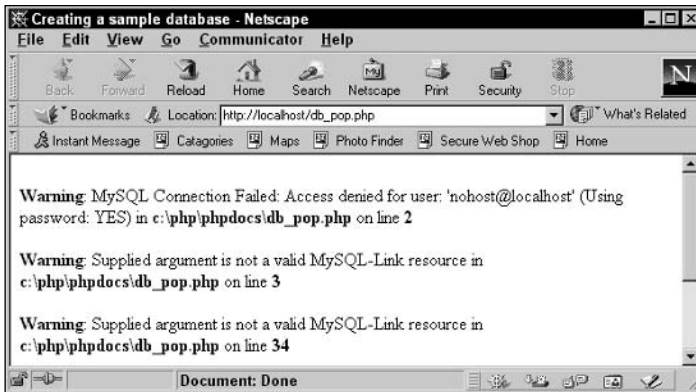 Creating a sample database - Netscape
File Edit View Go Communicator Help
Back Forward Reload Home Search Netscape Print Security Stop
My
N
Bookmarks Location: http://localhost/db_pop.php What's Related
Instant Message Catagories Maps Photo Finder Secure Web Shop Home
Warning: MySQL Connection Failed: Access denied for user: 'nohost@localhost' (Using
password: YES) in c:\php\phpdocs\db_pop.php on line 2
Warning: Supplied argument is not a valid MySQL-Link resource in
c:\php\phpdocs\db_pop.php on line 3
Warning: Supplied argument is not a valid MySQL-Link resource in
c:\php\phpdocs\db_pop.php on line 34
Document: Done